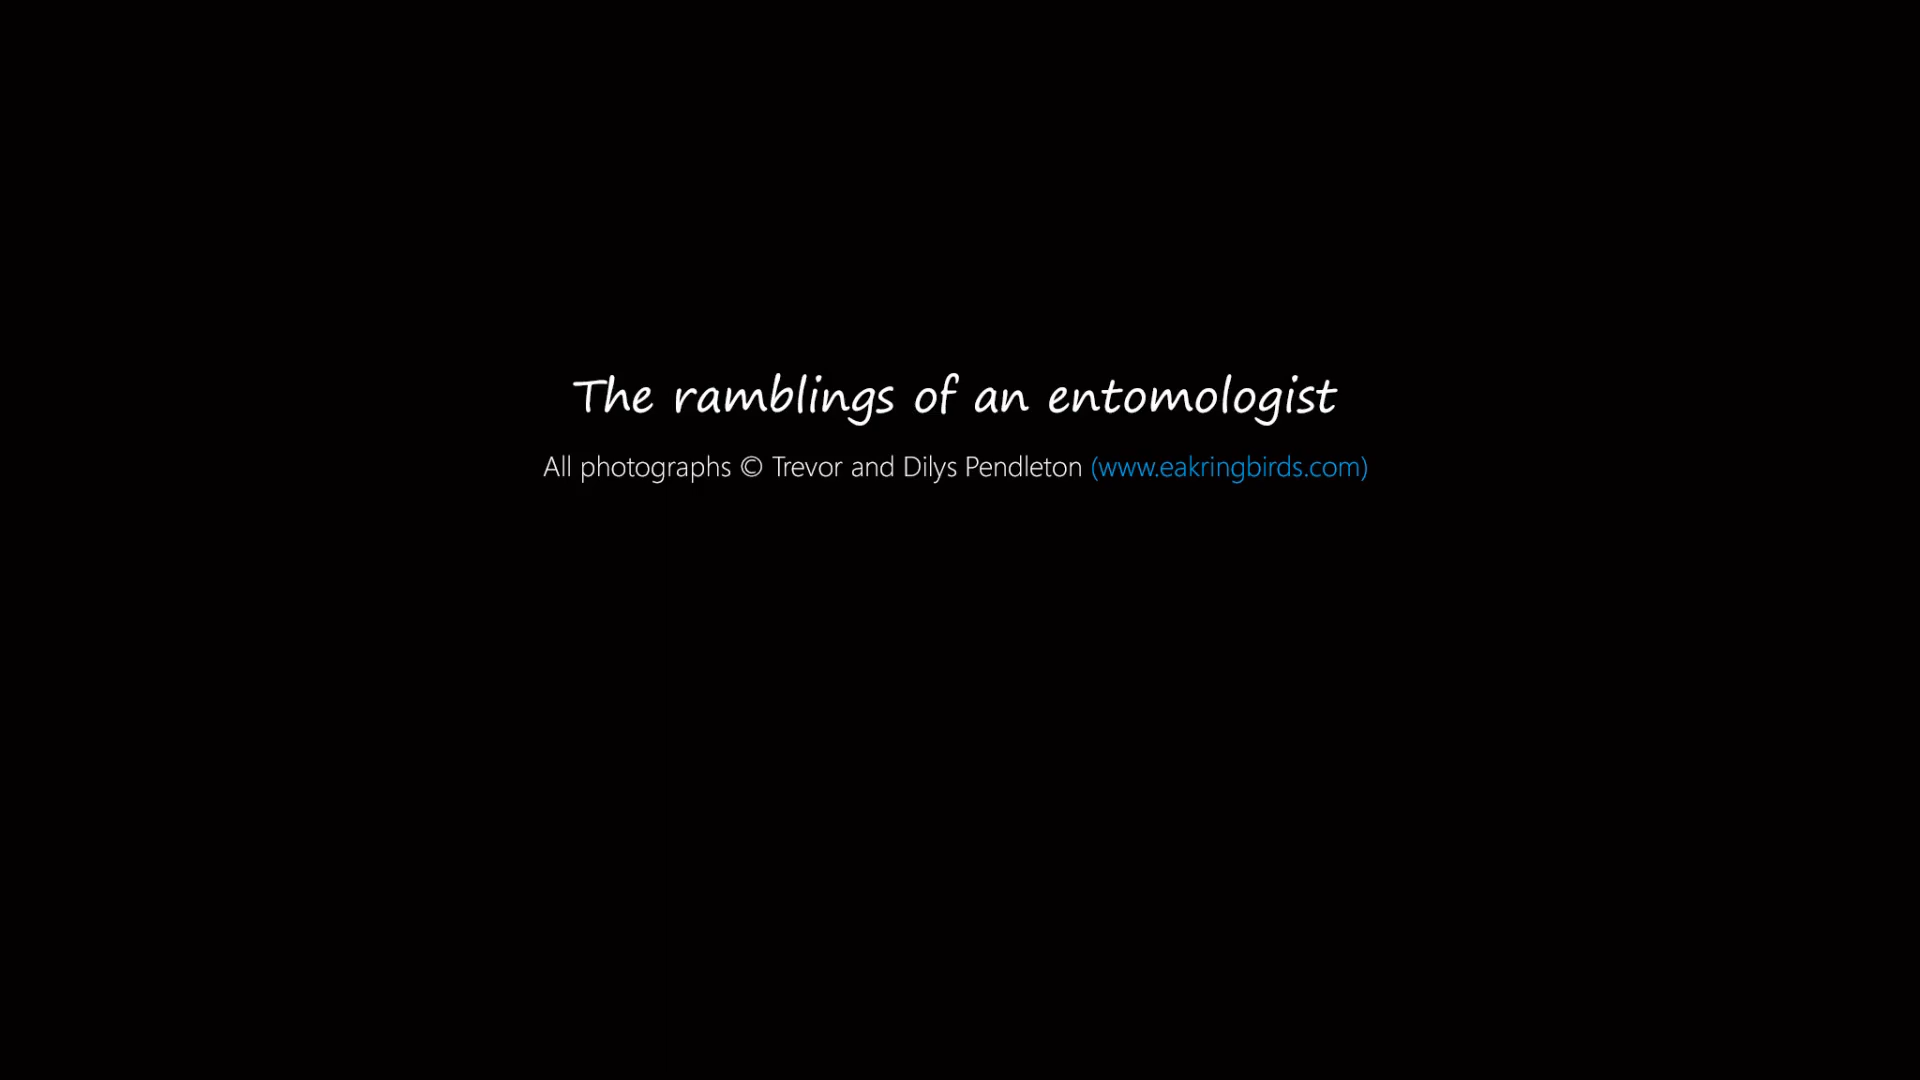 The ramblings of an entomologist
All photographs © Trevor and Dilys Pendleton (www.eakringbirds.com)